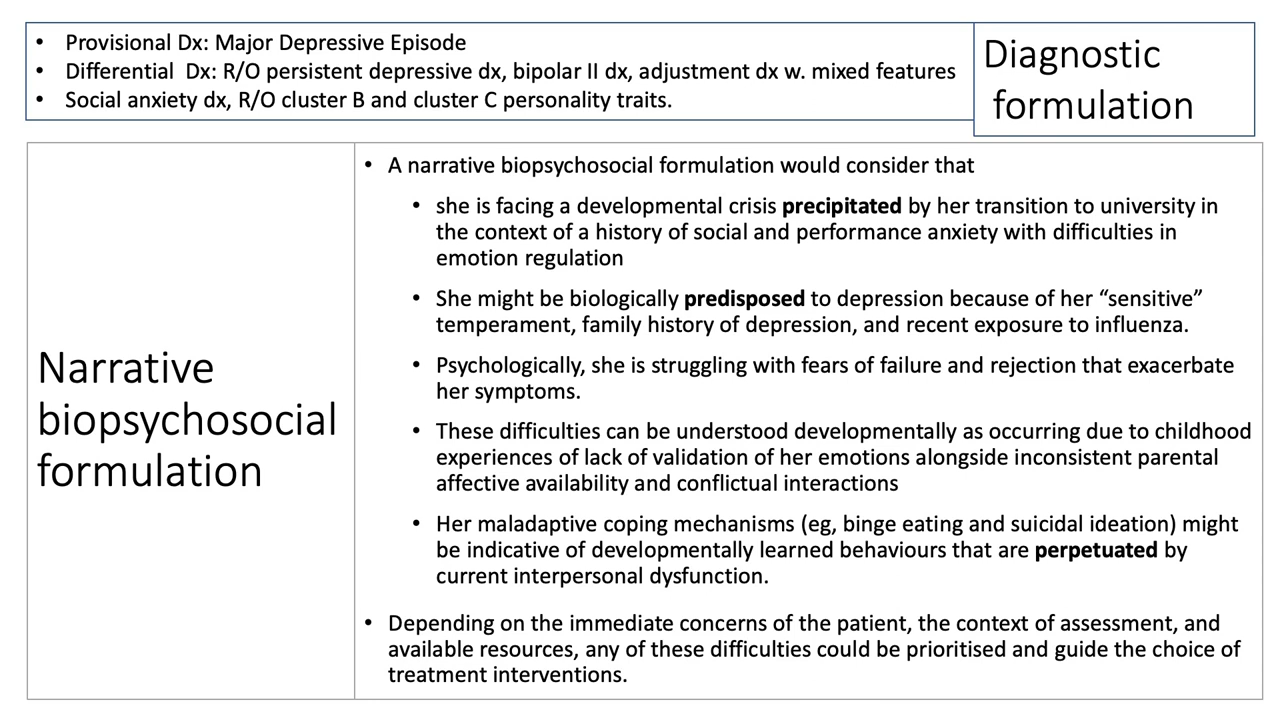 • Provisional Dx: Major Depressive Episode
• Differential  Dx: R/O persistent depressive dx, bipolar II dx, adjustment dx w. mixed features
• Social anxiety dx, R/O cluster B and cluster C personality traits.
Diagnostic
formulation
Narrative
biopsychosocial
formulation
• A narrative biopsychosocial formulation would consider that
• she is facing a developmental crisis precipitated by her transition to university in
the context of a history of social and performance anxiety with difficulties in
emotion regulation
• She might be biologically predisposed to depression because of her “sensitive”
temperament, family history of depression, and recent exposure to influenza.
• Psychologically, she is struggling with fears of failure and rejection that exacerbate
her symptoms.
• These difficulties can be understood developmentally as occurring due to childhood
experiences of lack of validation of her emotions alongside inconsistent parental
affective availability and conflictual interactions
• Her maladaptive coping mechanisms (eg, binge eating and suicidal ideation) might
be indicative of developmentally learned behaviours that are perpetuated by
current interpersonal dysfunction.
• Depending on the immediate concerns of the patient, the context of assessment, and
available resources, any of these difficulties could be prioritised and guide the choice of
treatment interventions.